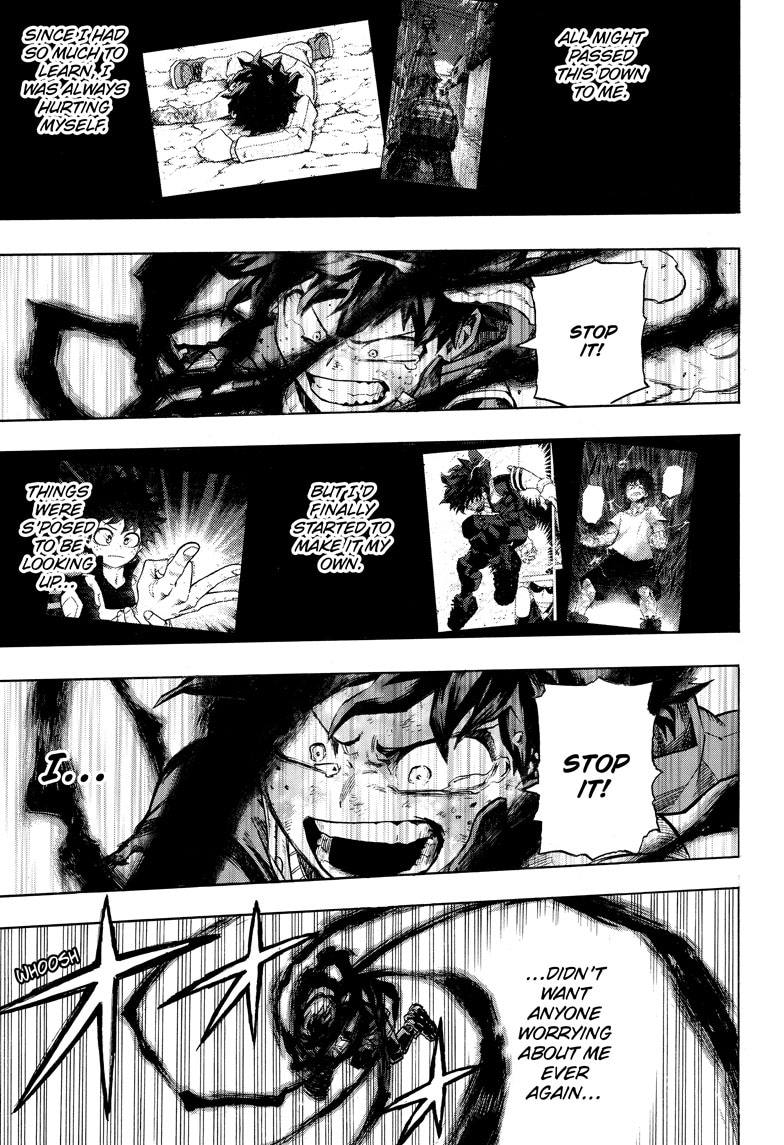 ALL MIGHT
PASSED
THIS DOWN
TO ME.
SINCE I HAD
SO MUCH TO
LEARN, I
WAS ALWAYS
HURTING
MYSELF.
STOP
IT!
BUT I'D
FINALLY
STARTED TO
MAKE IT MY
OWN.
THINGS
WERE
S'POSED
TO BE
LOOKING
UP...
STOP
IT!
I...
...DIDN'T
WANT
ANYONE
WORRYING
ABOUT ME
EVER
AGAIN...
WHOOSH